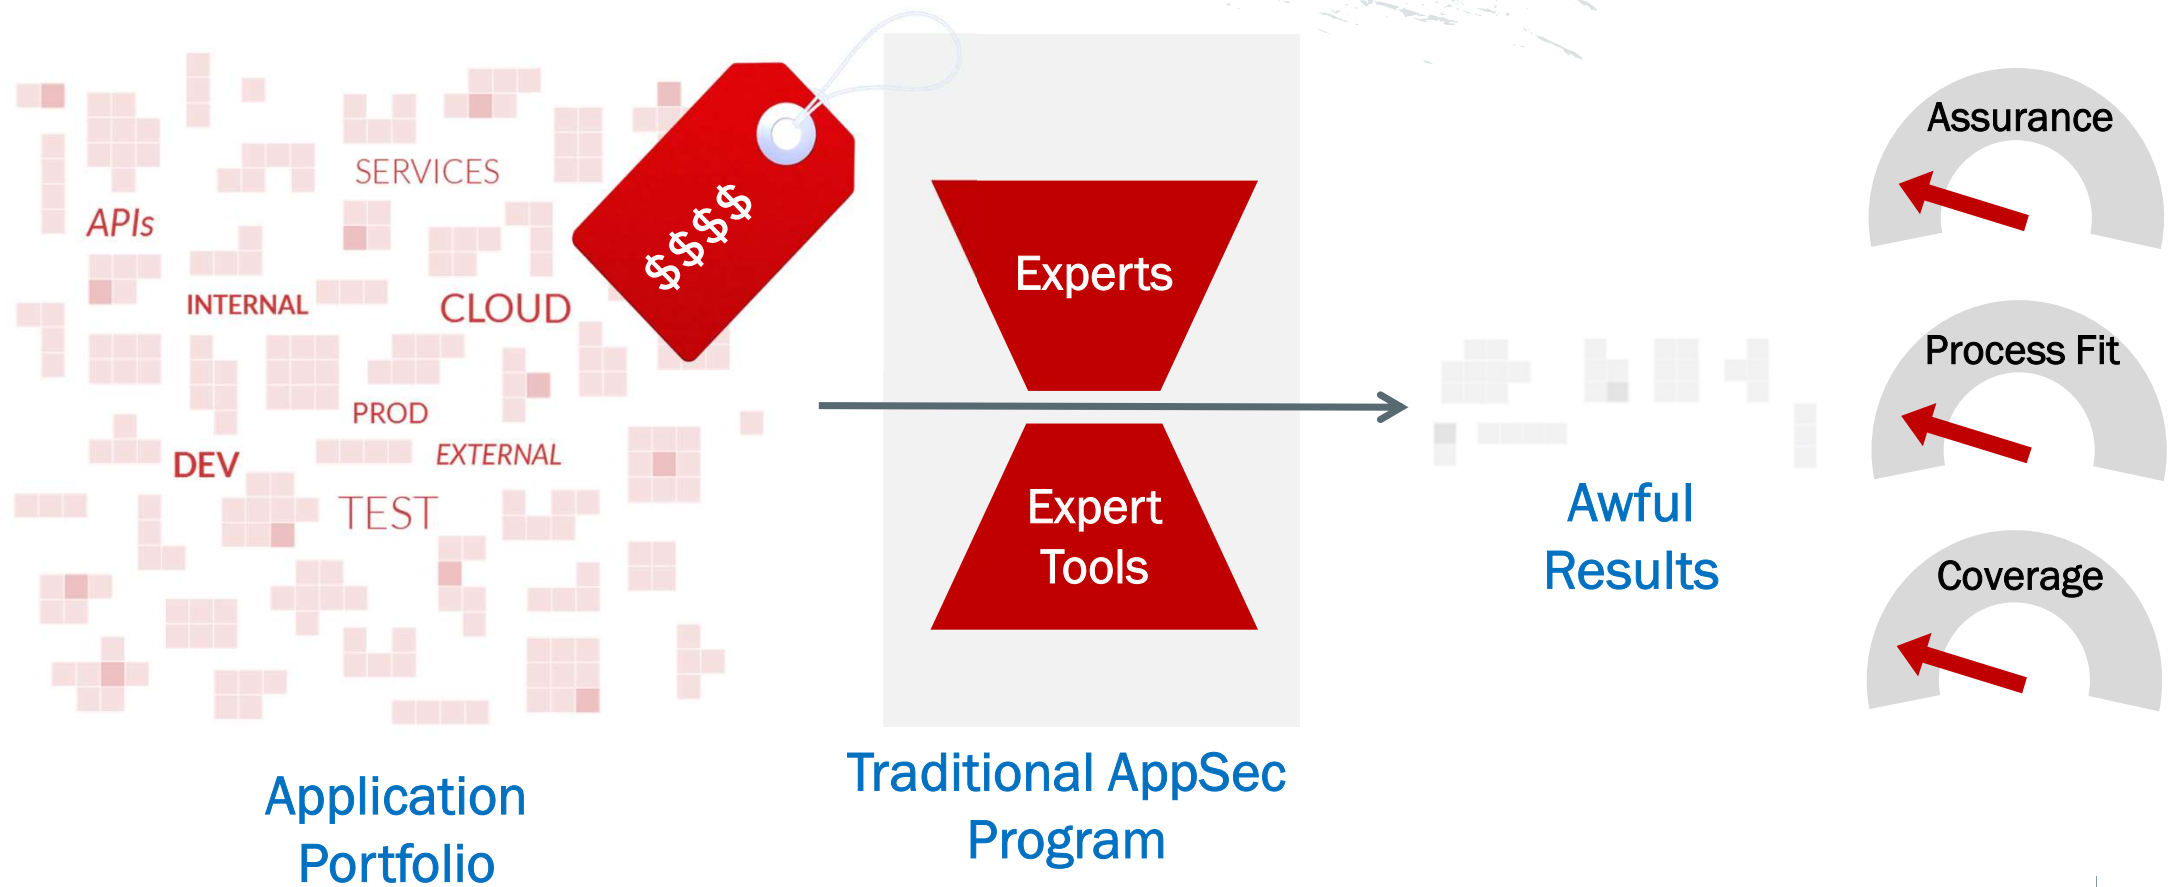 SERVICES
APIs
INTERNAL
CLOUD
PROD
DEV
EXTERNAL
TEST
Application
Portfolio
$$$$
Experts
Expert
Tools
Traditional AppSec
Program
Awful
Results
Assurance
Process Fit
Coverage